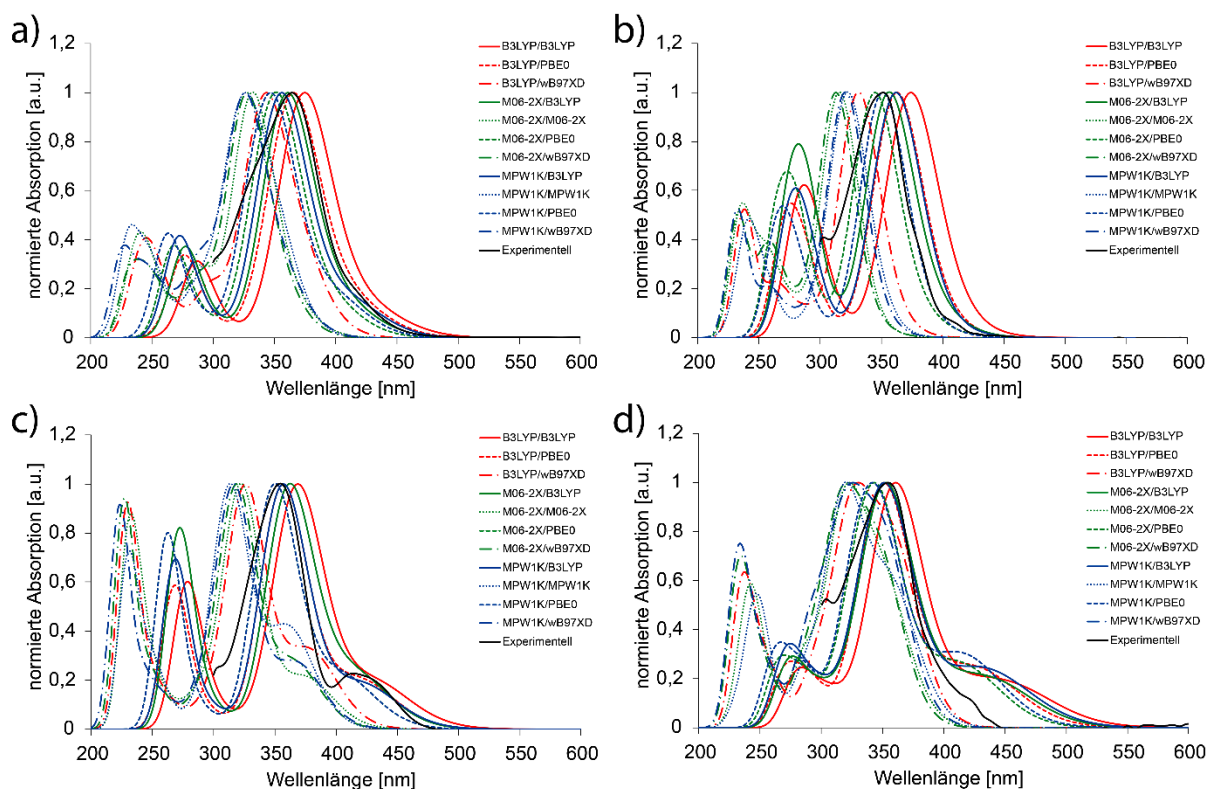 a)
normierte Absorption [a.u.]
1,2
1
0,8
0,6
0,4
0,2
0
200 250 300 350 400 450 500 550 600
Wellenlänge [nm]
B3LYP/B3LYP
B3LYP/PBE0
B3LYP/wB97XD
M06-2X/B3LYP
M06-2X/M06-2X
M06-2X/PBE0
M06-2X/wB97XD
MPW1K/B3LYP
MPW1K/MPW1K
MPW1K/PBE0
MPW1K/wB97XD
Experimentell
b)
normierte Absorption [a.u.]
1,2
1
0,8
0,6
0,4
0,2
0
200 250 300 350 400 450 500 550 600
Wellenlänge [nm]
B3LYP/B3LYP
B3LYP/PBE0
B3LYP/wB97XD
M06-2X/B3LYP
M06-2X/M06-2X
M06-2X/PBE0
M06-2X/wB97XD
MPW1K/B3LYP
MPW1K/MPW1K
MPW1K/PBE0
MPW1K/wB97XD
Experimentell
c)
normierte Absorption [a.u.]
1,2
1
0,8
0,6
0,4
0,2
0
200 250 300 350 400 450 500 550 600
Wellenlänge [nm]
B3LYP/B3LYP
B3LYP/PBE0
B3LYP/wB97XD
M06-2X/B3LYP
M06-2X/M06-2X
M06-2X/PBE0
M06-2X/wB97XD
MPW1K/B3LYP
MPW1K/MPW1K
MPW1K/PBE0
MPW1K/wB97XD
Experimentell
d)
normierte Absorption [a.u.]
1,2
1
0,8
0,6
0,4
0,2
0
200 250 300 350 400 450 500 550 600
Wellenlänge [nm]
B3LYP/B3LYP
B3LYP/PBE0
B3LYP/wB97XD
M06-2X/B3LYP
M06-2X/M06-2X
M06-2X/PBE0
M06-2X/wB97XD
MPW1K/B3LYP
MPW1K/MPW1K
MPW1K/PBE0
MPW1K/wB97XD
Experimentell